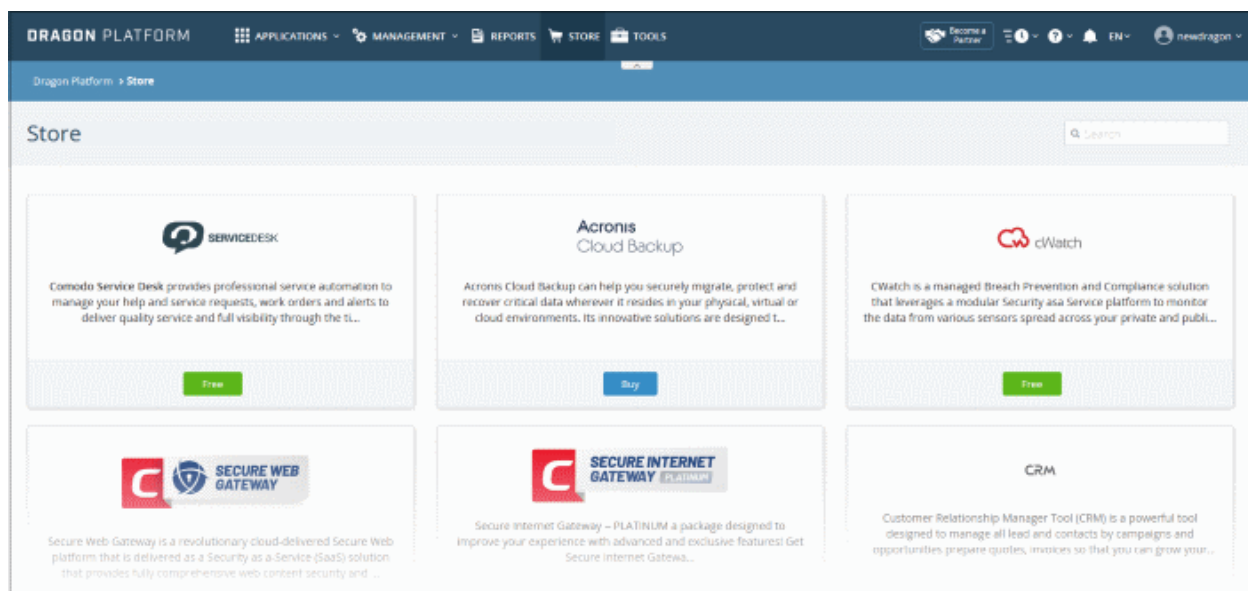 DRAGON PLATFORM APPLICATIONS MANAGEMENT REPORTS STORE TOOLS Become a Partner EN newdragon
Dragon Platform > Store
Store
Search
SERVICEDESK
Comodo Service Desk provides professional service automation to
manage your help and service requests, work orders and alerts to
deliver quality service and full visibility through the ti...
Free
Acronis
Cloud Backup
Acronis Cloud Backup can help you securely migrate, protect and
recover critical data wherever it resides in your physical, virtual or
cloud environments. Its innovative solutions are designed t...
Buy
cWatch
CWatch is a managed Breach Prevention and Compliance solution
that leverages a modular Security asa Service platform to monitor
the data from various sensors spread across your private and publi...
Free
C SECURE WEB
GATEWAY
Secure Web Gateway is a revolutionary cloud-delivered Secure Web
platform that is delivered as a Security as a-Service (SaaS) solution
that provides fully comprehensive web content security and ...
C SECURE INTERNET
GATEWAY PLATINUM
Secure Internet Gateway – PLATINUM a package designed to
improve your experience with advanced and exclusive features! Get
Secure Internet Gatewa...
CRM
Customer Relationship Manager Tool (CRM) is a powerful tool
designed to manage all lead and contacts by campaigns and
opportunities prepare quotes, invoices so that you can grow your...